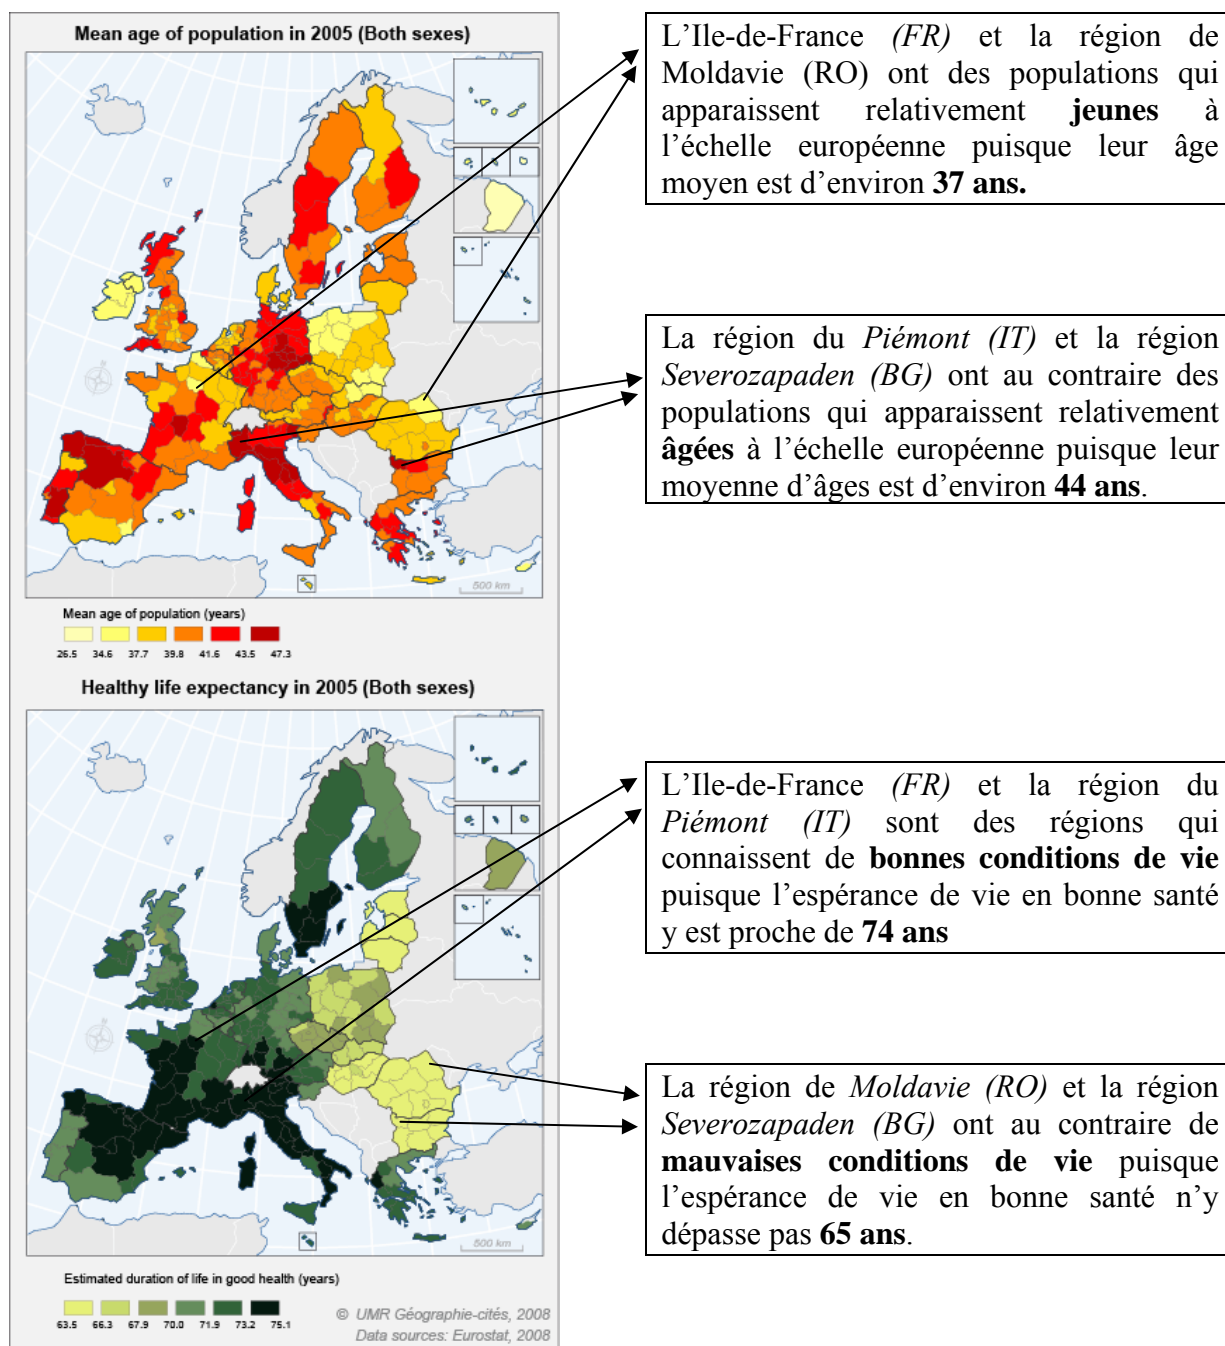 Mean age of population in 2005 (Both sexes)
500 km
Mean age of population (years)
26.5 34.6 37.7 39.8 41.6 43.5 47.3
Healthy life expectancy in 2005 (Both sexes)
500 km
Estimated duration of life in good health (years)
63.5 66.3 67.9 70.0 71.9 73.2 75.1
© UMR Géographie-cités, 2008
Data sources: Eurostat, 2008
L’Ile-de-France (FR) et la région de
Moldavie (RO) ont des populations qui
apparaissent relativement jeunes à
l’échelle européenne puisque leur âge
moyen est d’environ 37 ans.
La région du Piémont (IT) et la région
Severozapaden (BG) ont au contraire des
populations qui apparaissent relativement
âgées à l’échelle européenne puisque leur
moyenne d’âges est d’environ 44 ans.
L’Ile-de-France (FR) et la région du
Piémont (IT) sont des régions qui
connaissent de bonnes conditions de vie
puisque l’espérance de vie en bonne santé
y est proche de 74 ans
La région de Moldavie (RO) et la région
Severozapaden (BG) ont au contraire de
mauvaises conditions de vie puisque
l’espérance de vie en bonne santé n’y
dépasse pas 65 ans.